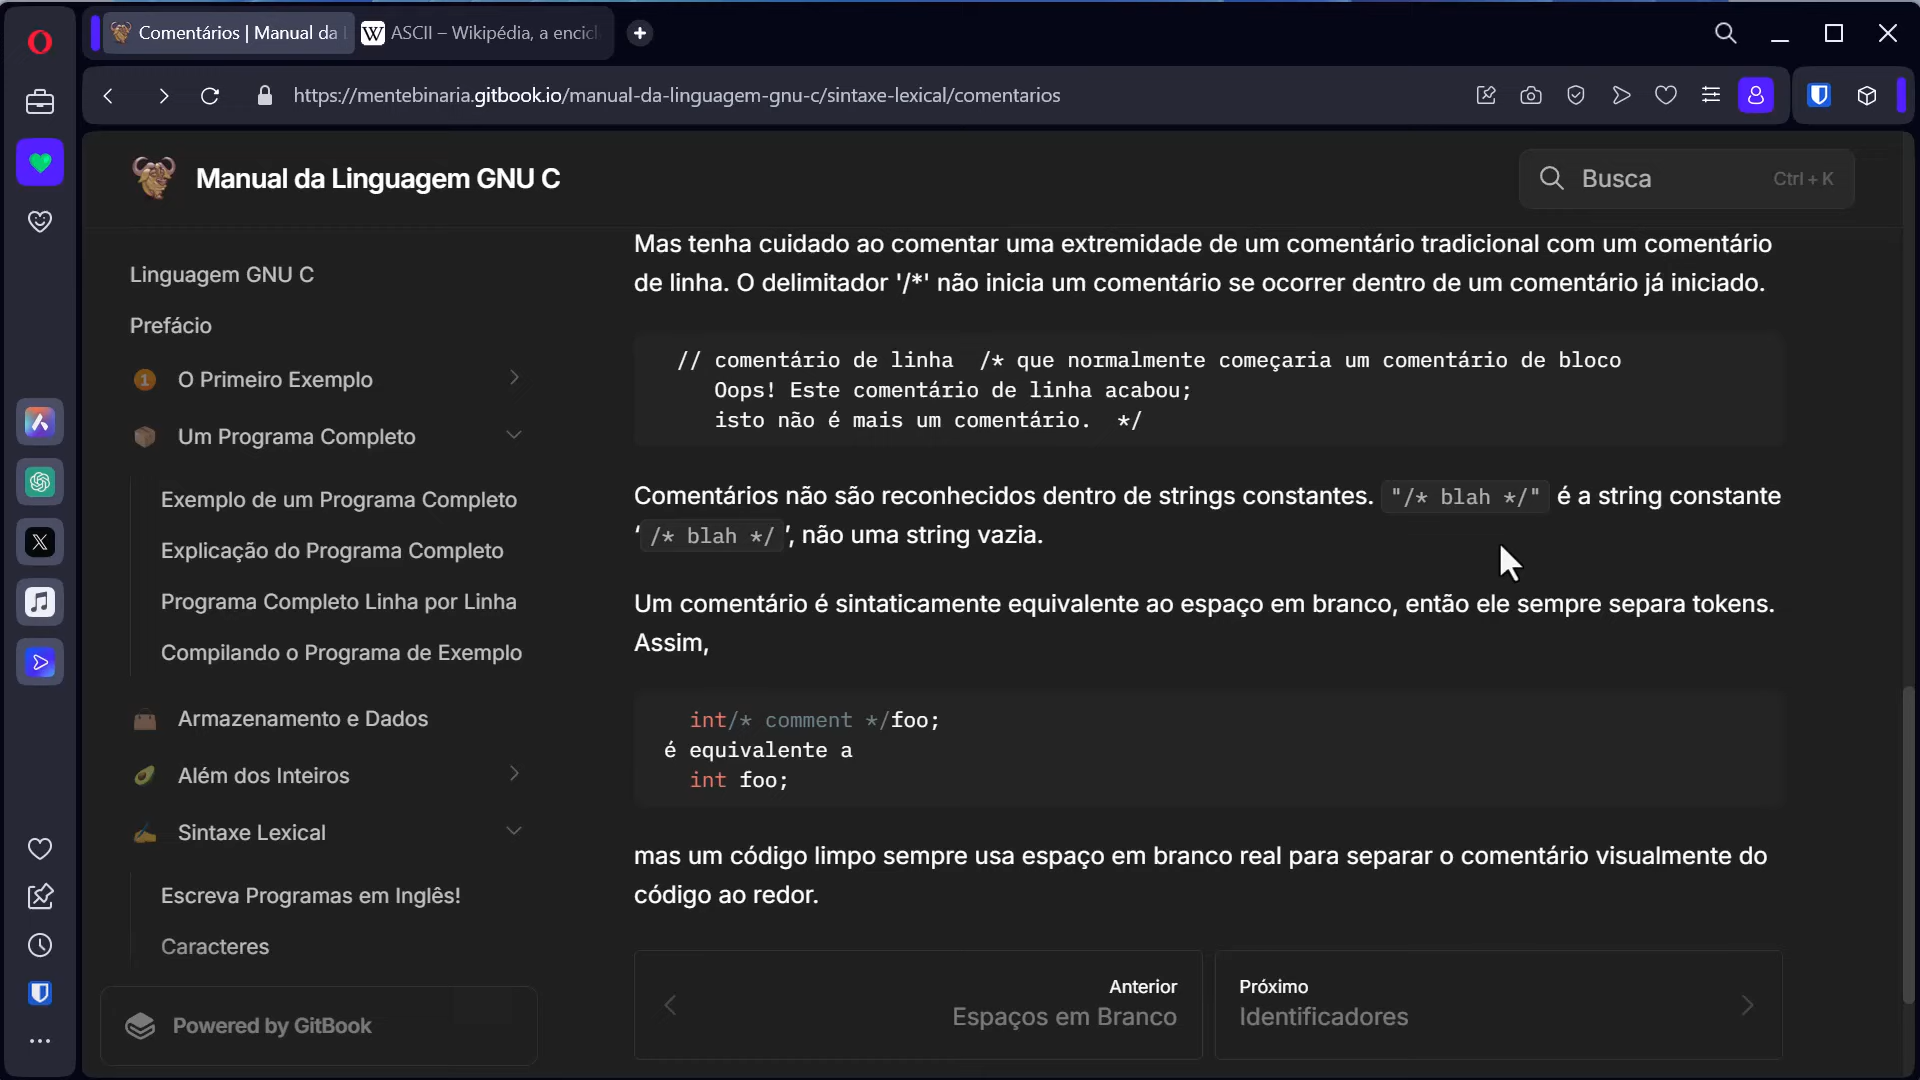 Comentários | Manual da
ASCII – Wikipédia, a encicl
https://mentebinaria.gitbook.io/manual-da-linguagem-gnu-c/sintaxe-lexical/comentarios
Manual da Linguagem GNU C
Busca
Ctrl + K
Linguagem GNU C
Prefácio
1
O Primeiro Exemplo
Um Programa Completo
Exemplo de um Programa Completo
Explicação do Programa Completo
Programa Completo Linha por Linha
Compilando o Programa de Exemplo
Armazenamento e Dados
Além dos Inteiros
Sintaxe Lexical
Escreva Programas em Inglês!
Caracteres
Powered by GitBook
Mas tenha cuidado ao comentar uma extremidade de um comentário tradicional com um comentário
de linha. O delimitador '/*' não inicia um comentário se ocorrer dentro de um comentário já iniciado.
// comentário de linha  /* que normalmente começaria um comentário de bloco
Oops! Este comentário de linha acabou;
isto não é mais um comentário.  */
Comentários não são reconhecidos dentro de strings constantes. "/* blah */" é a string constante
‘/* blah */’, não uma string vazia.
Um comentário é sintaticamente equivalente ao espaço em branco, então ele sempre separa tokens.
Assim,
int/* comment */foo;
é equivalente a
int foo;
mas um código limpo sempre usa espaço em branco real para separar o comentário visualmente do
código ao redor.
Anterior
Espaços em Branco
Próximo
Identificadores